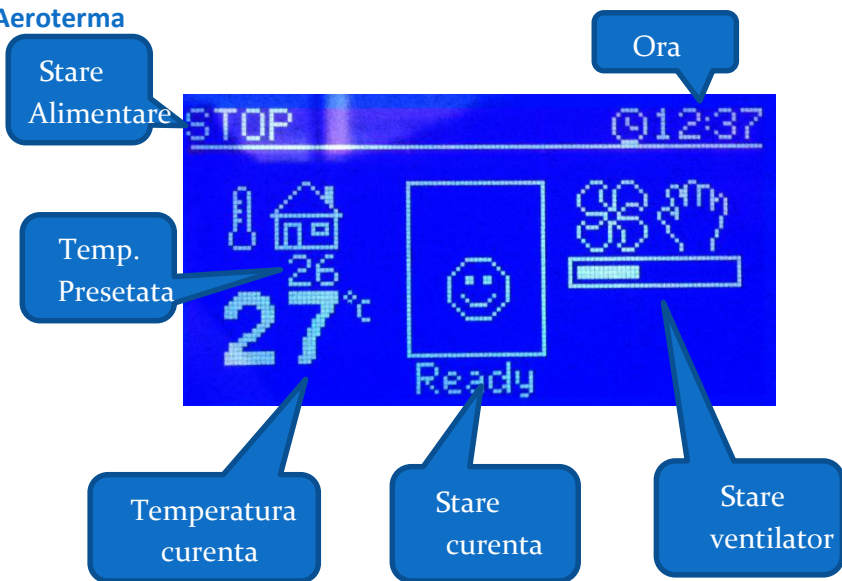 Aeroterma
Stare
Alimentare
Ora
STOP
12:37
Temp.
Presetata
26
27°C
Ready
Temperatura
curenta
Stare
curenta
Stare
ventilator